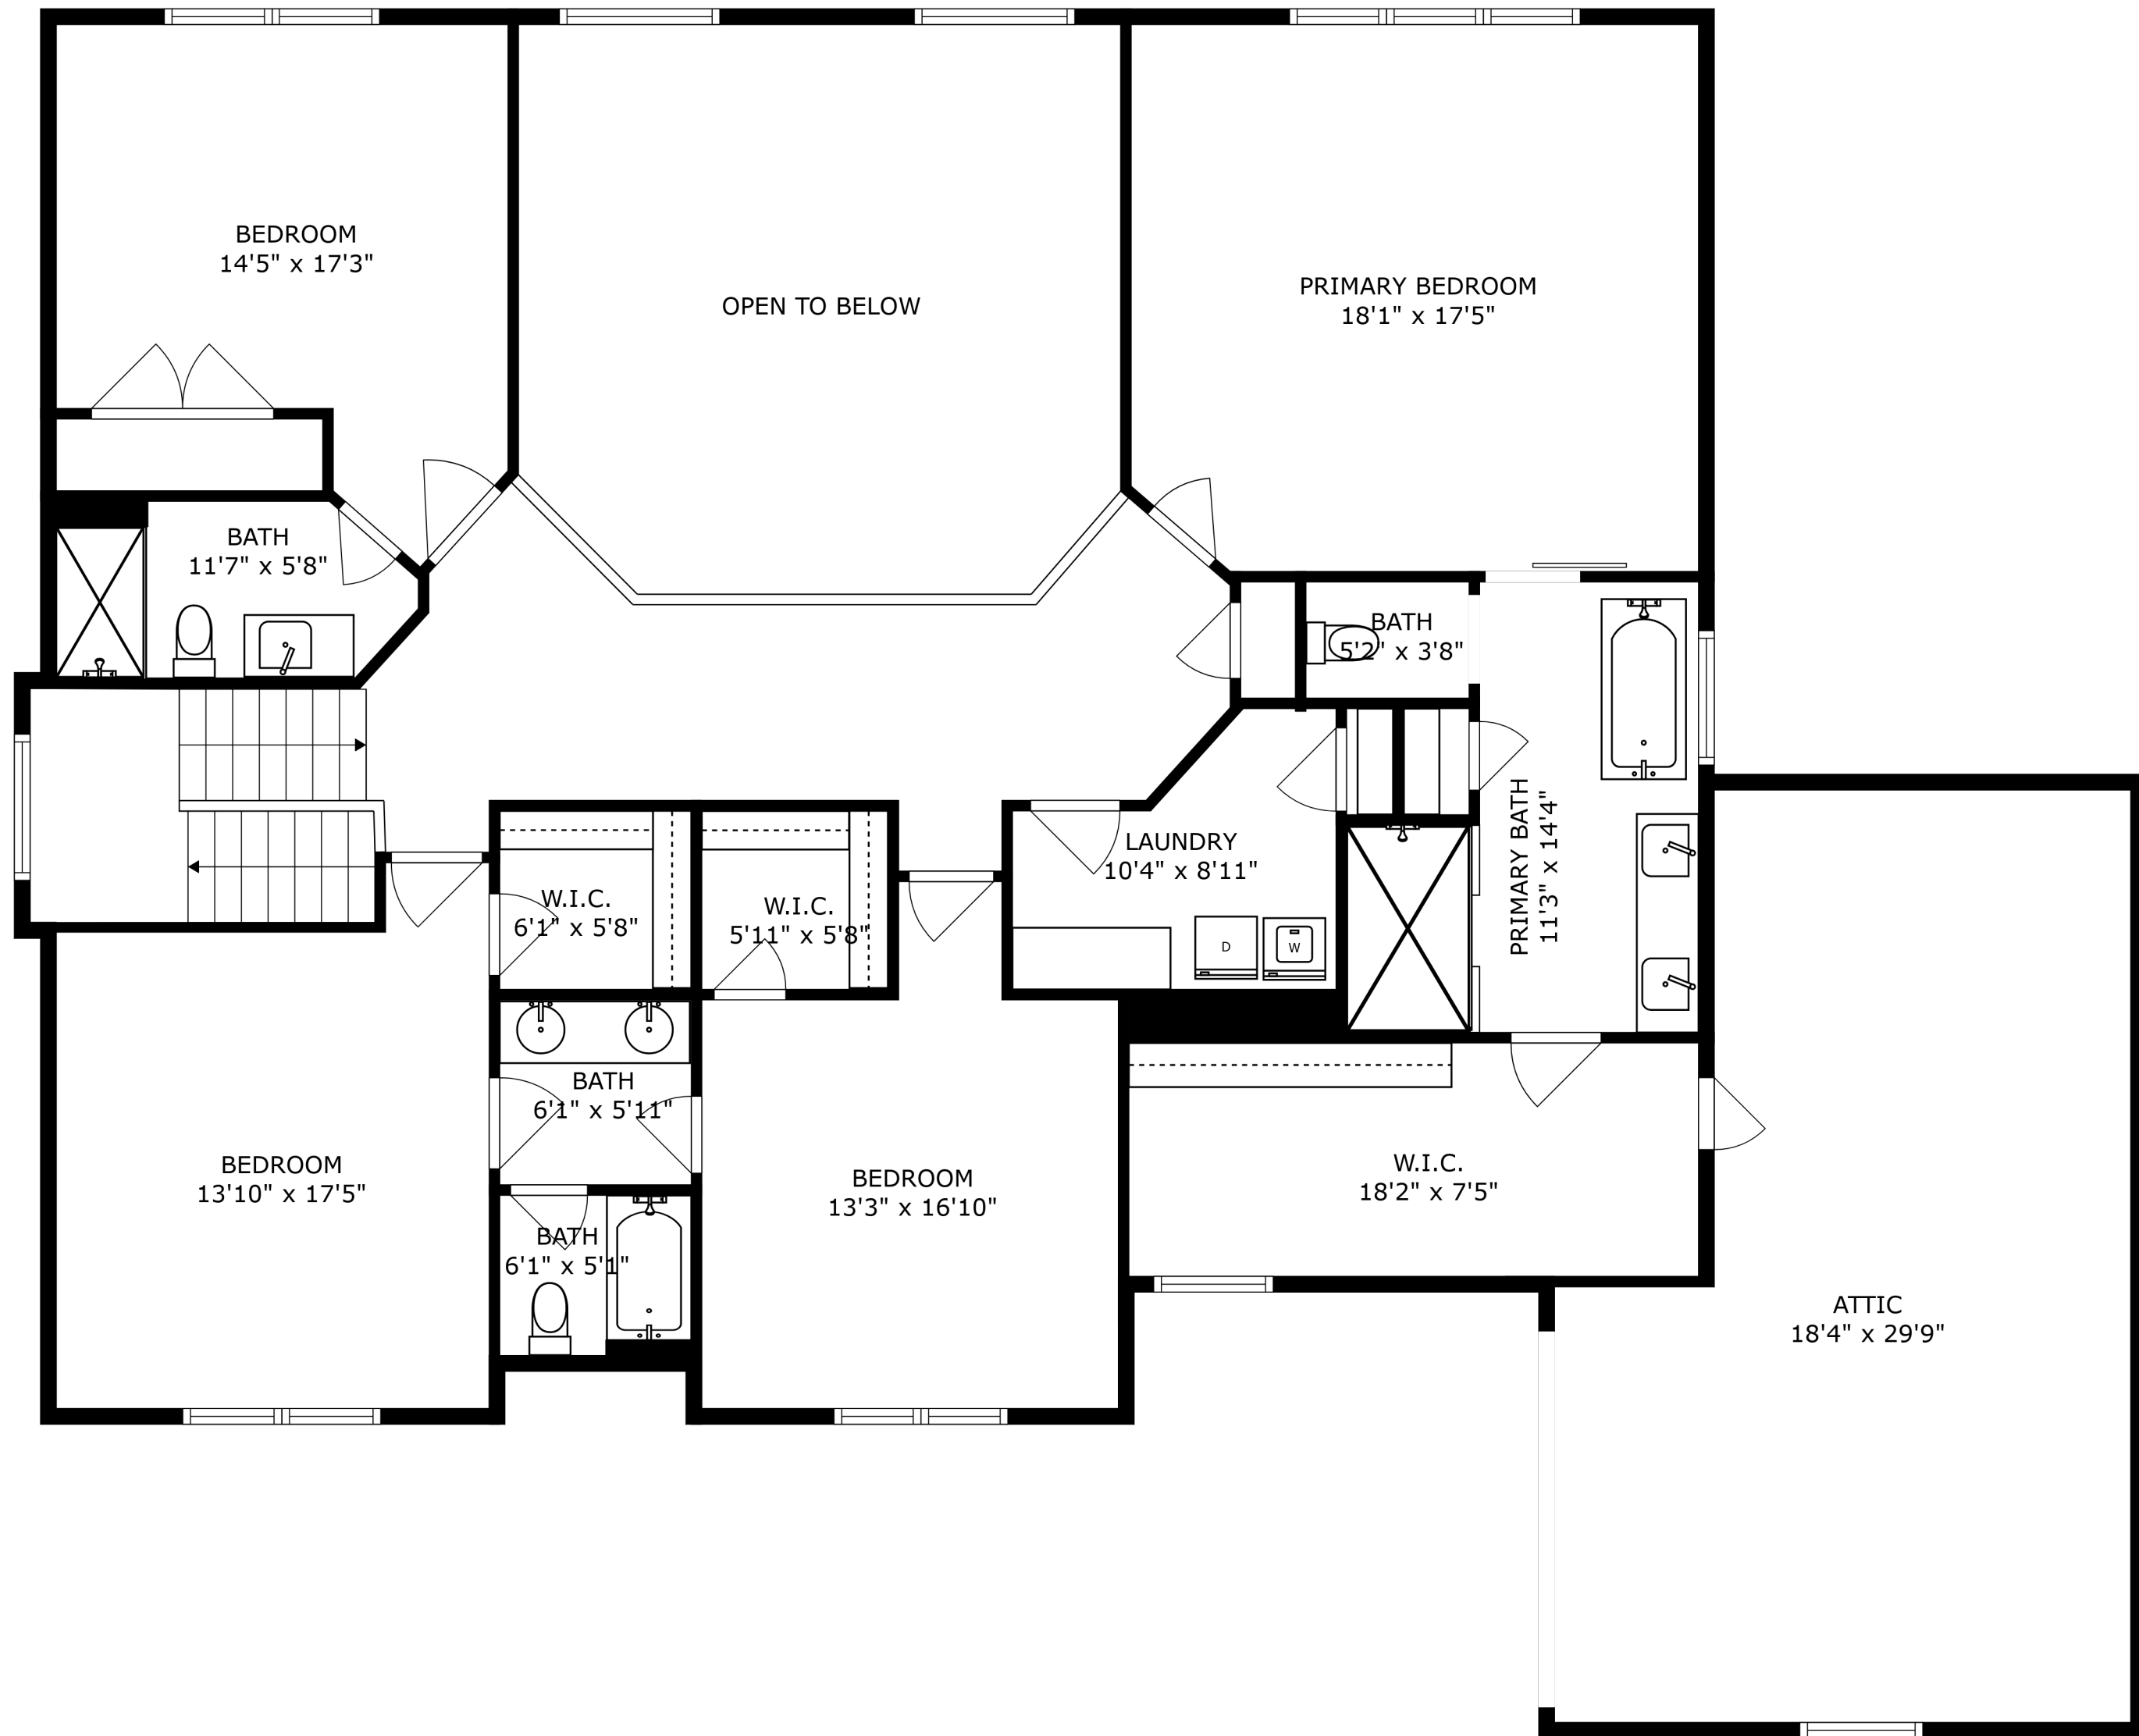 BEDROOM
14'5" x 17'3"
OPEN TO BELOW
PRIMARY BEDROOM
18'1" x 17'5"
BATH
11'7" x 5'8"
BATH
5'2" x 3'8"
PRIMARY BATH
11'3" x 14'4"
LAUNDRY
10'4" x 8'11"
D
W
W.I.C.
6'1" x 5'8"
W.I.C.
5'11" x 5'8"
BATH
6'1" x 5'11"
BEDROOM
13'10" x 17'5"
BEDROOM
13'3" x 16'10"
W.I.C.
18'2" x 7'5"
BATH
6'1" x 5'1"
ATTIC
18'4" x 29'9"